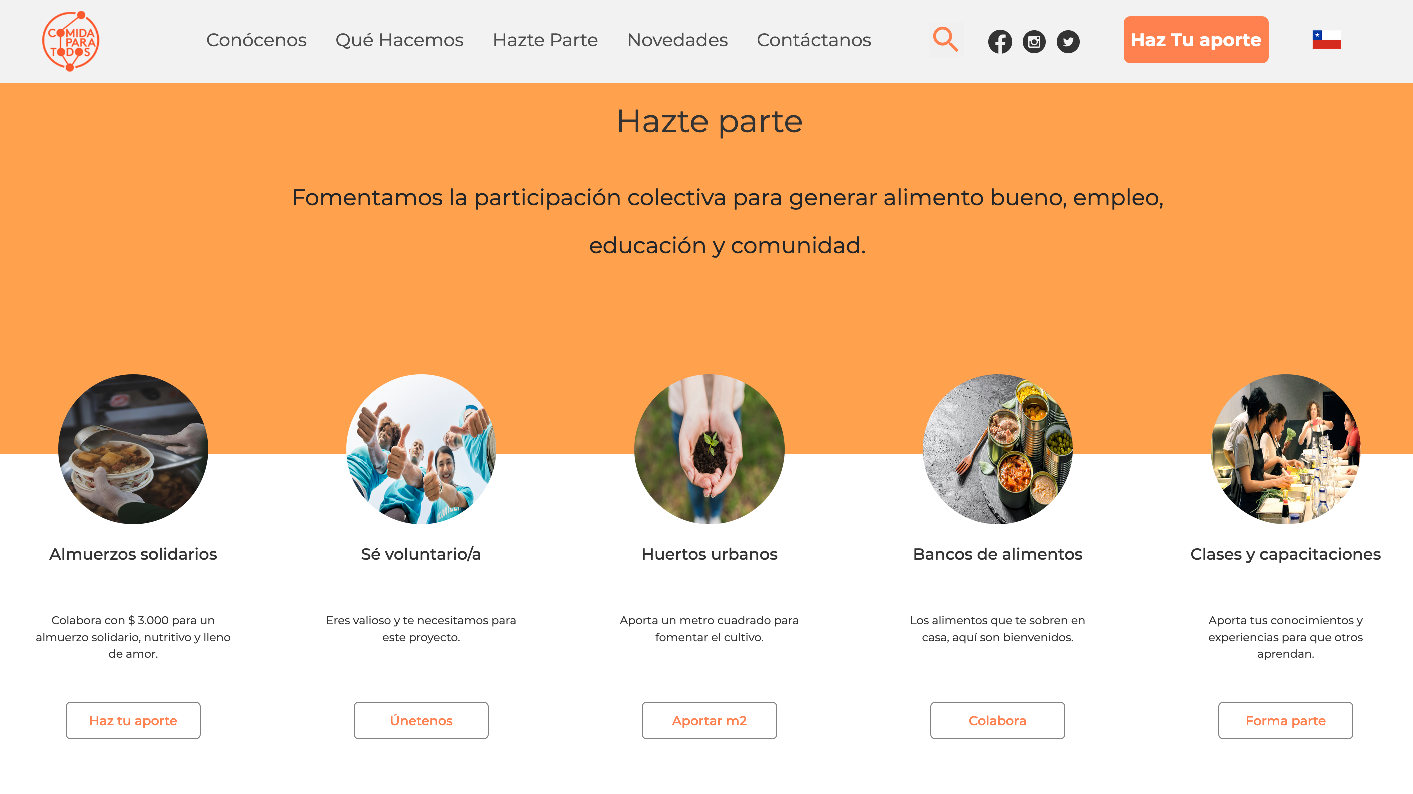 COMIDA
PARA
TODOS
Conócenos
Qué Hacemos
Hazte Parte
Novedades
Contáctanos
Haz Tu aporte
Hazte parte
Fomentamos la participación colectiva para generar alimento bueno, empleo,
educación y comunidad.
Almuerzos solidarios
Colabora con $ 3.000 para un
almuerzo solidario, nutritivo y lleno
de amor.
Haz tu aporte
Sé voluntario/a
Eres valioso y te necesitamos para
este proyecto.
Únetenos
Huertos urbanos
Aporta un metro cuadrado para
fomentar el cultivo.
Aportar m2
Bancos de alimentos
Los alimentos que te sobren en
casa, aquí son bienvenidos.
Colabora
Clases y capacitaciones
Aporta tus conocimientos y
experiencias para que otros
aprendan.
Forma parte